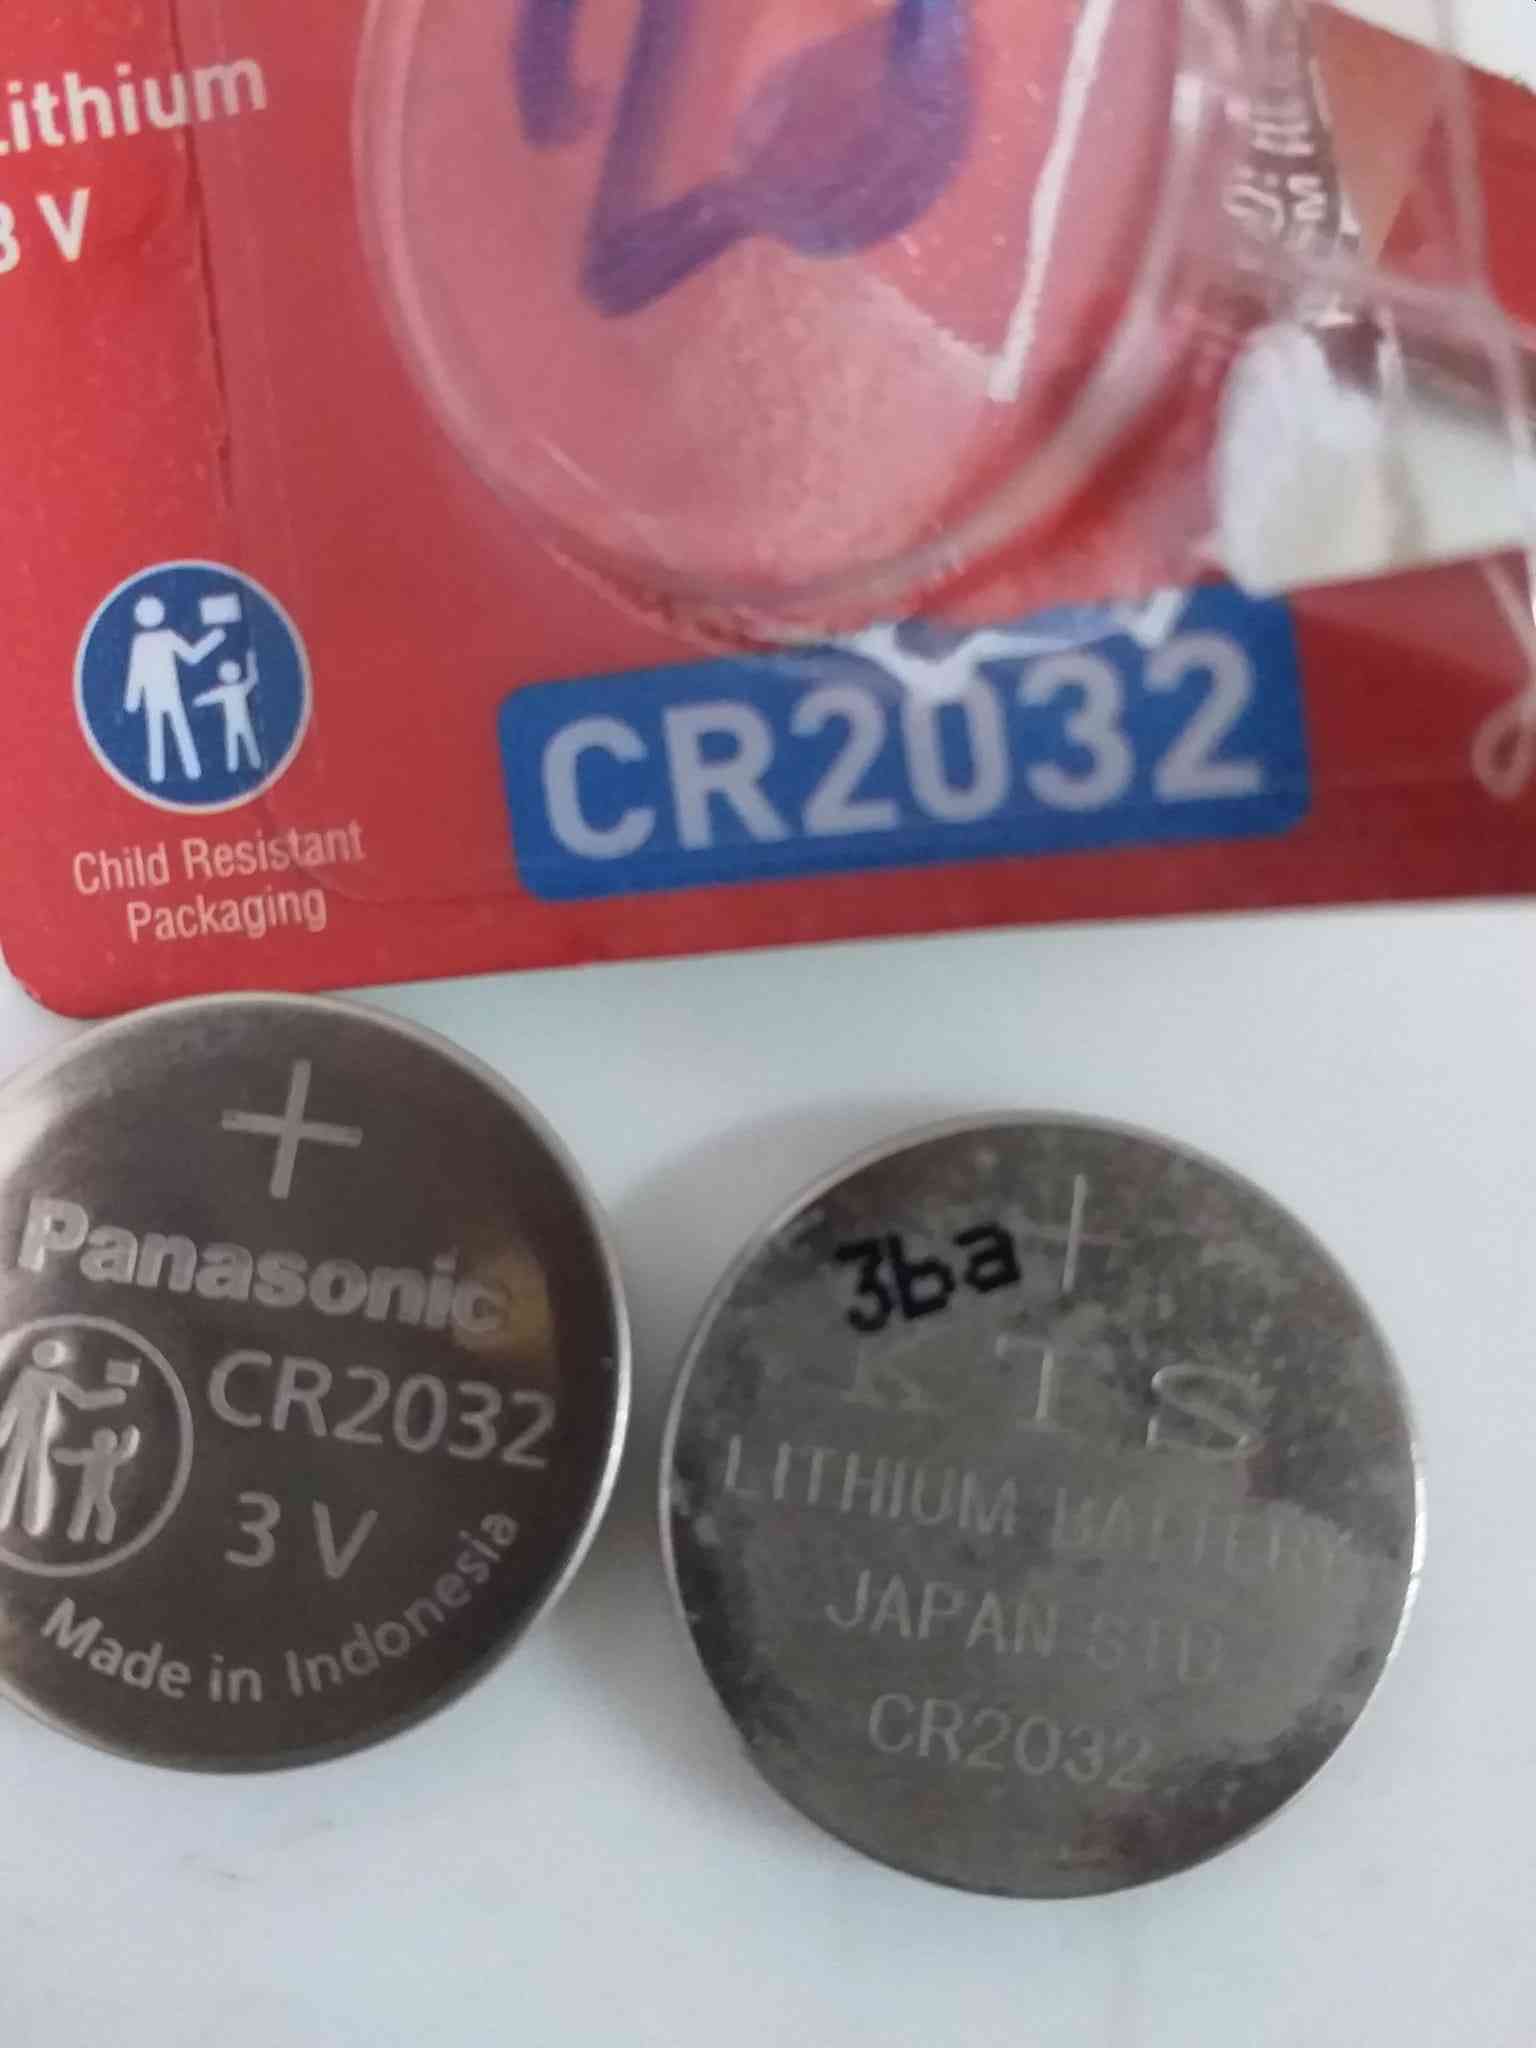 Lithium
3 V
Child Resistant
Packaging
CR2032
+
Panasonic
CR2032
3 V
Made in Indonesia
3ba
+
KTS
LITHIUM BATTERY
JAPAN STD
CR2032